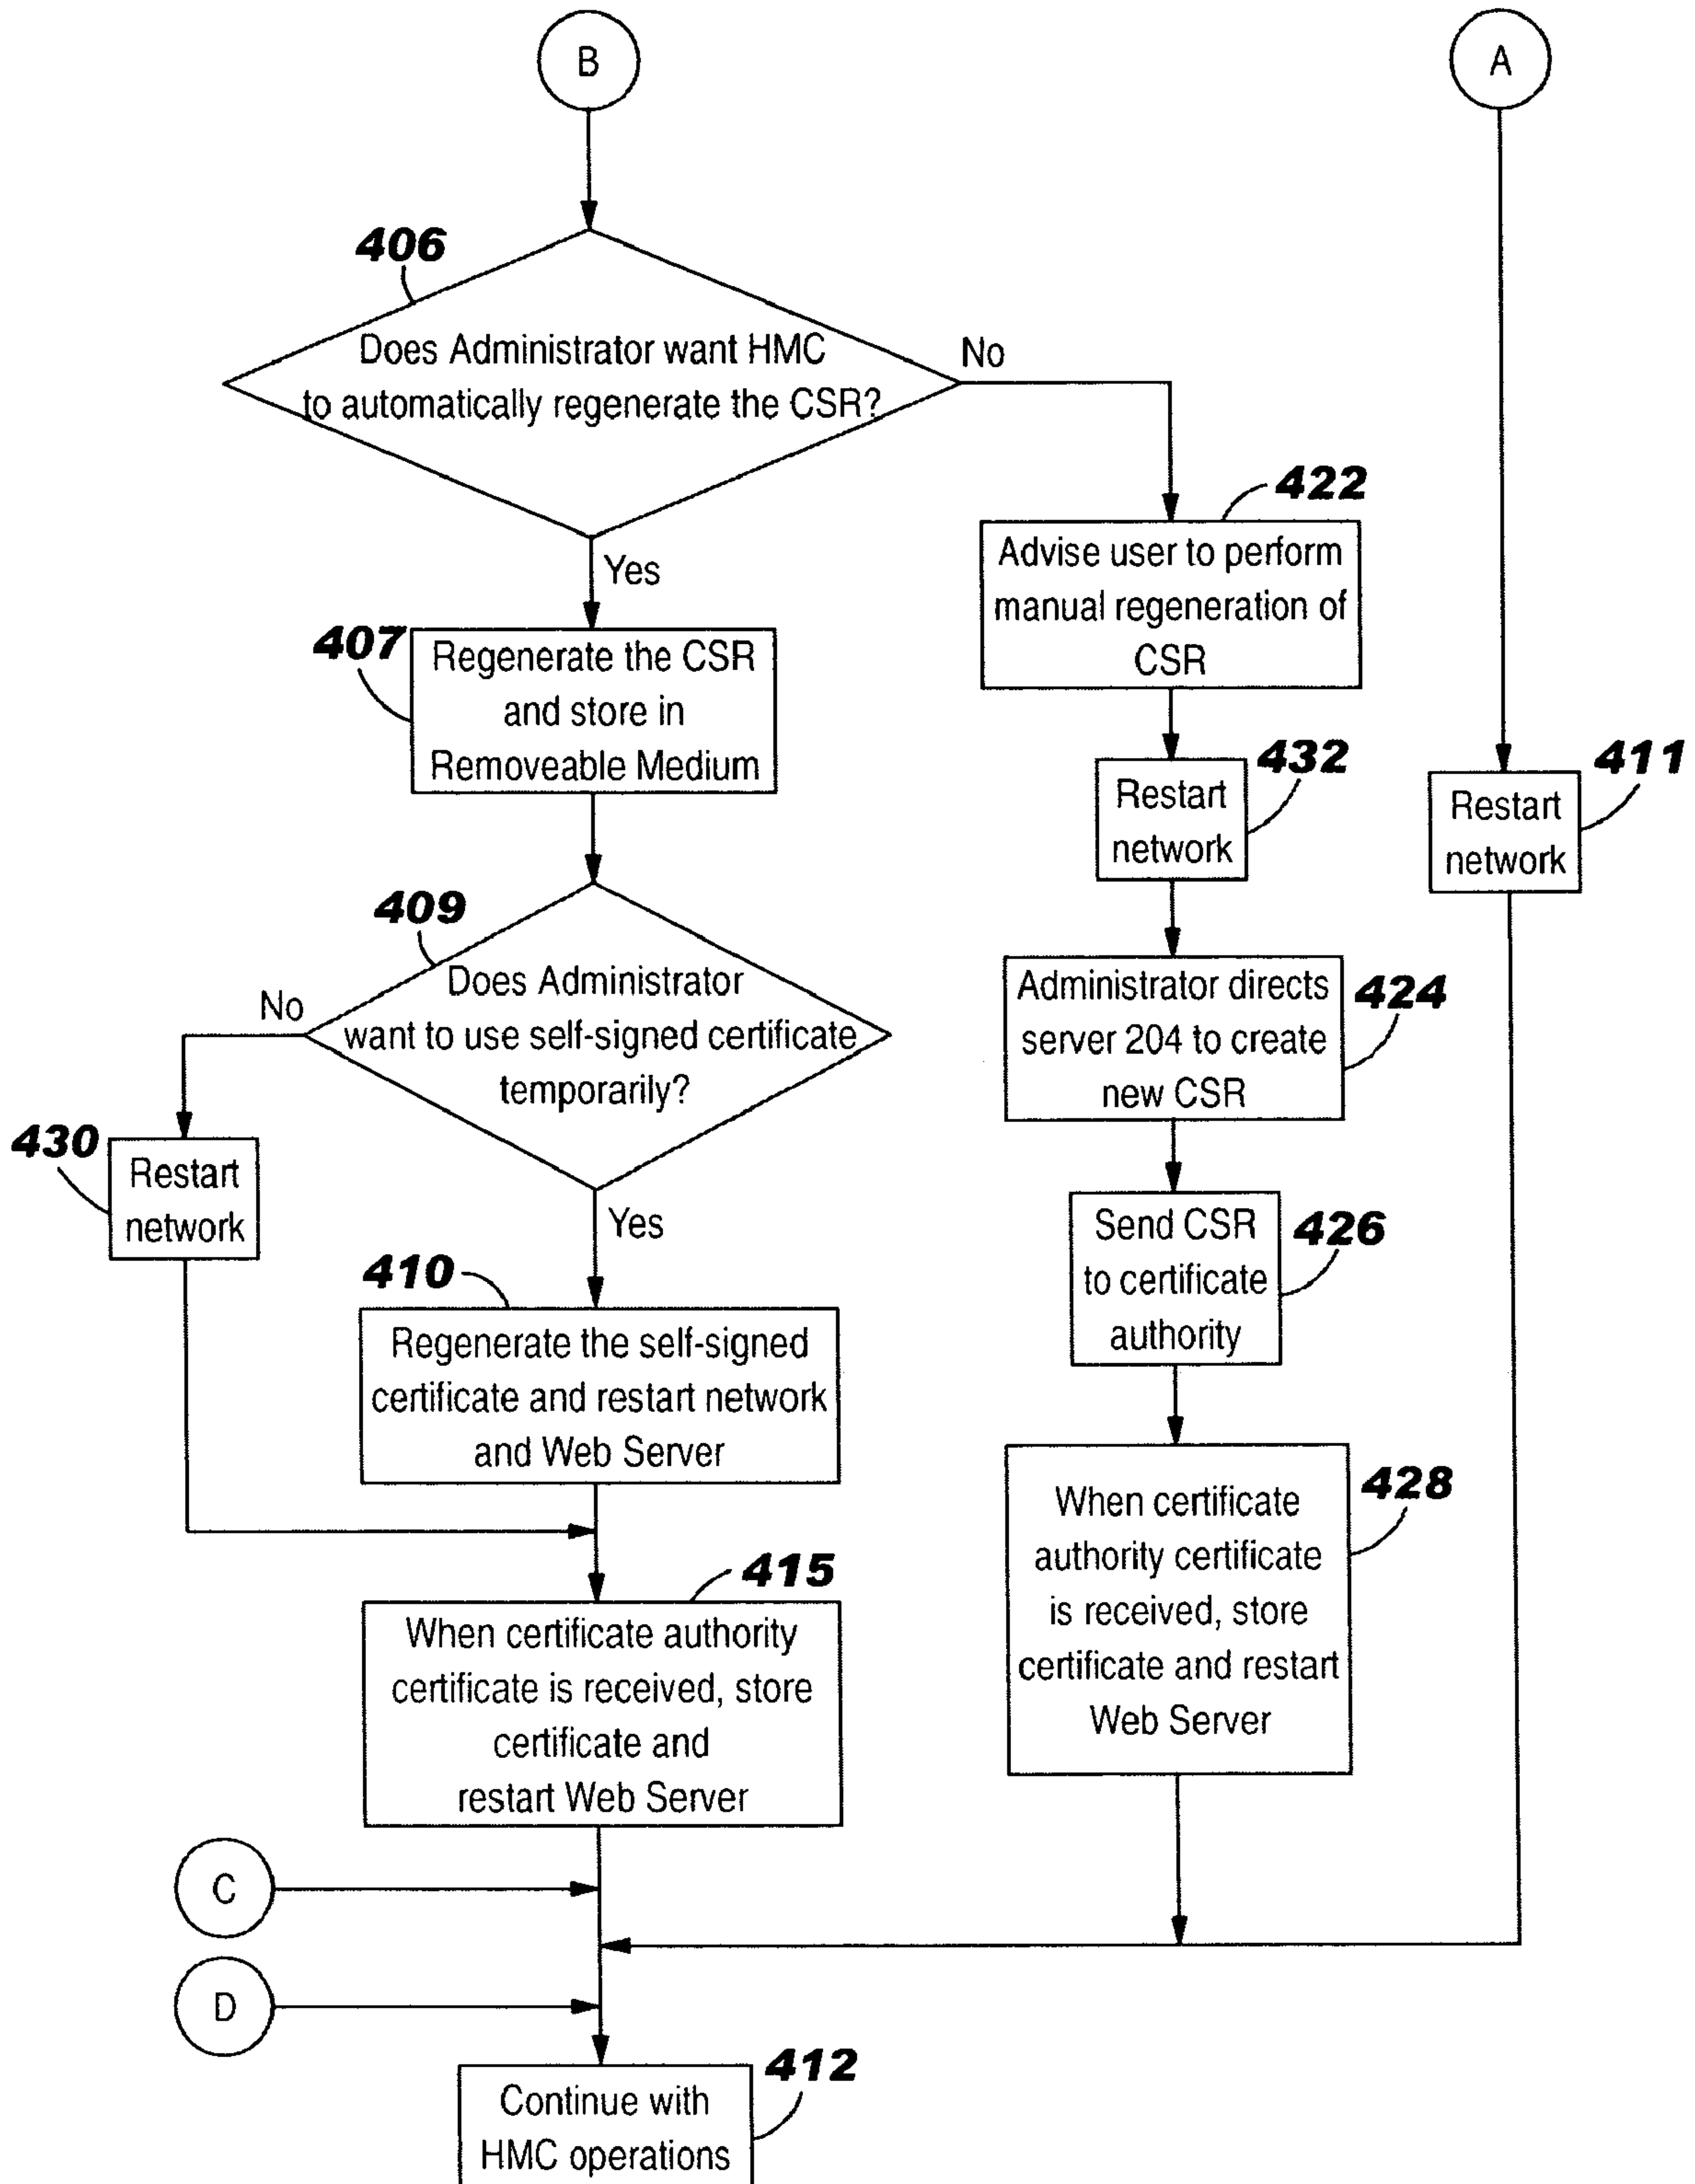 B
A
406
Does Administrator want HMC
to automatically regenerate the CSR?
No
Yes
422
Advise user to perform
manual regeneration of
CSR
407
Regenerate the CSR
and store in
Removeable Medium
432
Restart
network
411
Restart
network
409
Does Administrator
want to use self-signed certificate
temporarily?
No
Yes
424
Administrator directs
server 204 to create
new CSR
430
Restart
network
426
Send CSR
to certificate
authority
410
Regenerate the self-signed
certificate and restart network
and Web Server
428
When certificate
authority certificate
is received, store
certificate and restart
Web Server
415
When certificate authority
certificate is received, store
certificate and
restart Web Server
C
D
412
Continue with
HMC operations